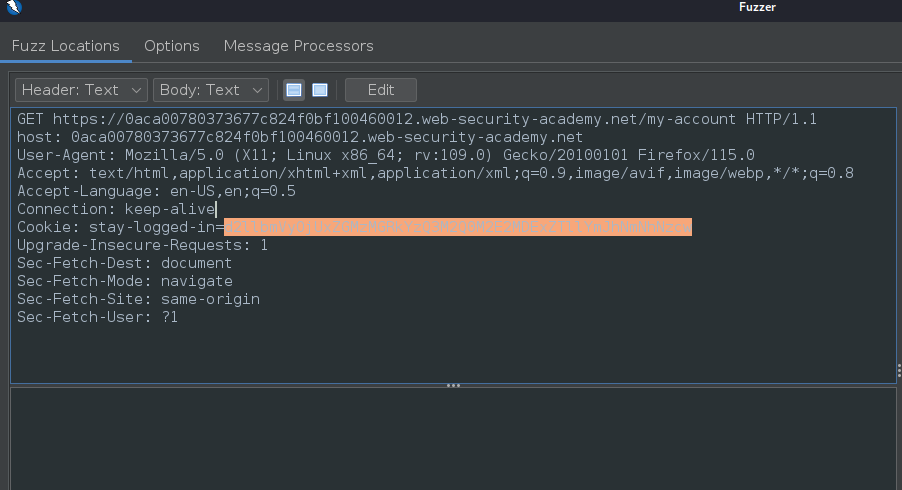 Fuzzer
Fuzz Locations Options Message Processors
Header: Text Body: Text Edit
GET https://0aca00780373677c824f0bf100460012.web-security-academy.net/my-account HTTP/1.1
host: 0aca00780373677c824f0bf100460012.web-security-academy.net
User-Agent: Mozilla/5.0 (X11; Linux x86_64; rv:109.0) Gecko/20100101 Firefox/115.0
Accept: text/html,application/xhtml+xml,application/xml;q=0.9,image/avif,image/webp,*/*;q=0.8
Accept-Language: en-US,en;q=0.5
Connection: keep-alive
Cookie: stay-logged-in=
Upgrade-Insecure-Requests: 1
Sec-Fetch-Dest: document
Sec-Fetch-Mode: navigate
Sec-Fetch-Site: same-origin
Sec-Fetch-User: ?1